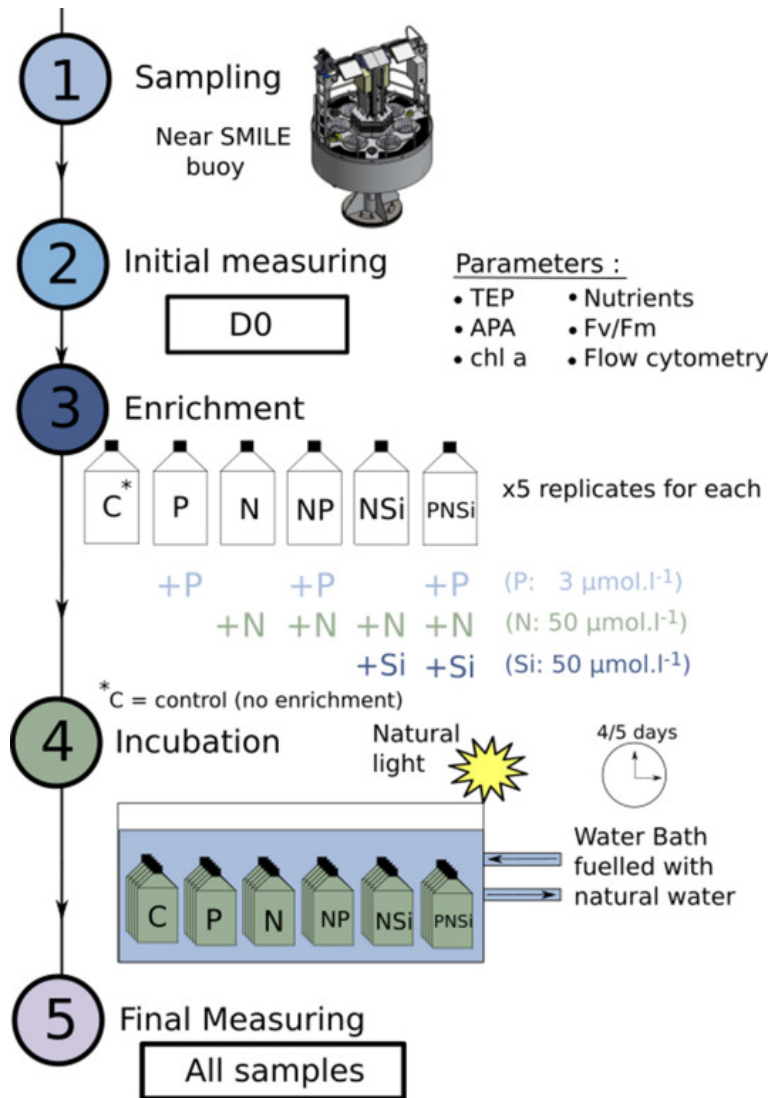 1
Sampling
Near SMILE
buoy
2
Initial measuring
D0
Parameters :
• TEP
• APA
• chl a
• Nutrients
• Fv/Fm
• Flow cytometry
3
Enrichment
C* P N NP NSi PNSi
x5 replicates for each
+P +P +P (P: 3 µmol.l-1)
+N +N +N +N (N: 50 µmol.l-1)
+Si +Si (Si: 50 µmol.l-1)
*C = control (no enrichment)
4
Incubation
Natural
light
4/5 days
C P N NP NSi PNSi
Water Bath
fuelled with
natural water
5
Final Measuring
All samples